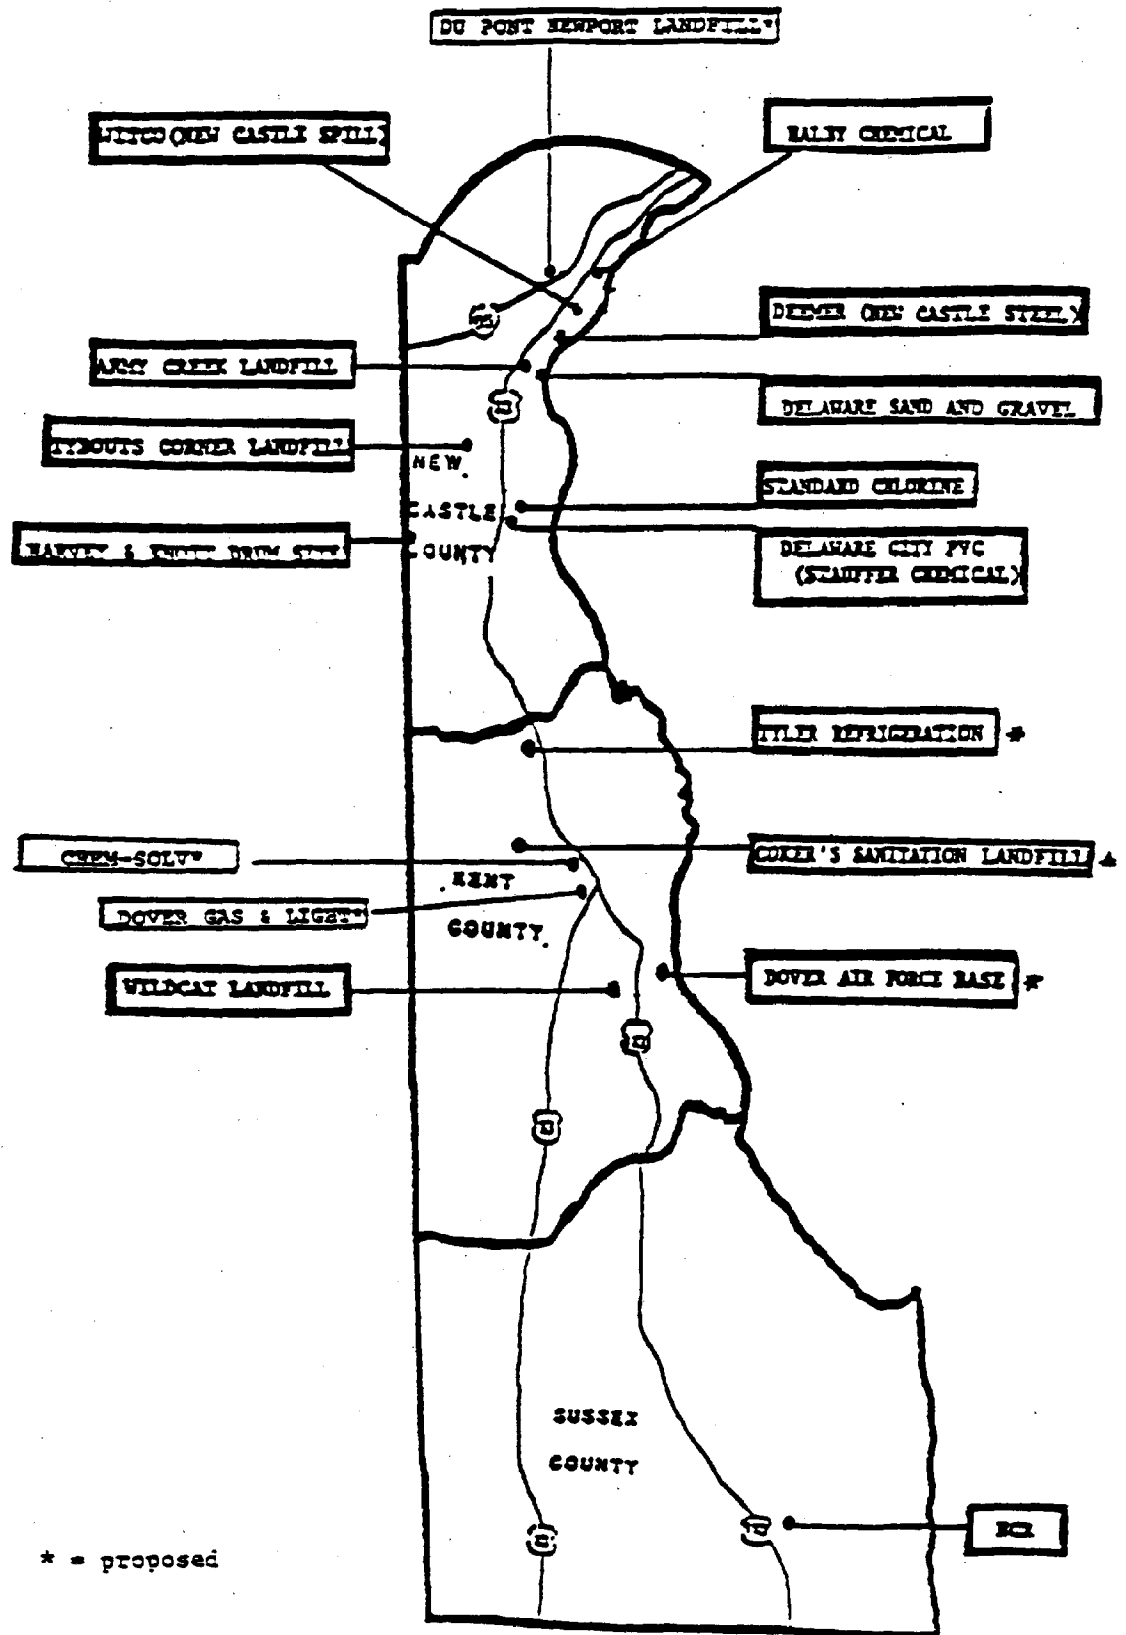 DU PONT NEWPORT LANDFILL*
WITCO (NEW CASTLE SPILL)
HALBY CHEMICAL
DEEMER (NEW CASTLE STEEL)
ARMY CREEK LANDFILL
DELAWARE SAND AND GRAVEL
TYBOUTS CORNER LANDFILL
NEW
STANDARD CHLORINE
CASTLE
HARVEY & KNOTT DRUM SITE
COUNTY
DELAWARE CITY PVC
(STAUFFER CHEMICAL)
TYLER REFRIGERATION *
COKER'S SANITATION LANDFILL *
CHEM-SOLV*
KENT
DOVER GAS & LIGHT*
COUNTY
DOVER AIR FORCE BASE *
WILDCAT LANDFILL
SUSSEX
COUNTY
NCR
* = proposed